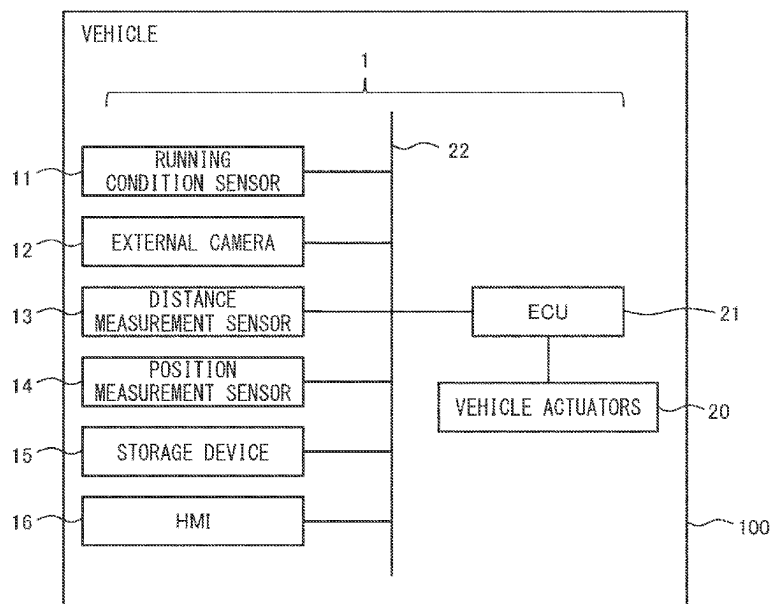 VEHICLE
1
22
11
RUNNING
CONDITION SENSOR
12
EXTERNAL CAMERA
13
DISTANCE
MEASUREMENT SENSOR
ECU
21
14
POSITION
MEASUREMENT SENSOR
VEHICLE ACTUATORS
20
15
STORAGE DEVICE
16
HMI
100